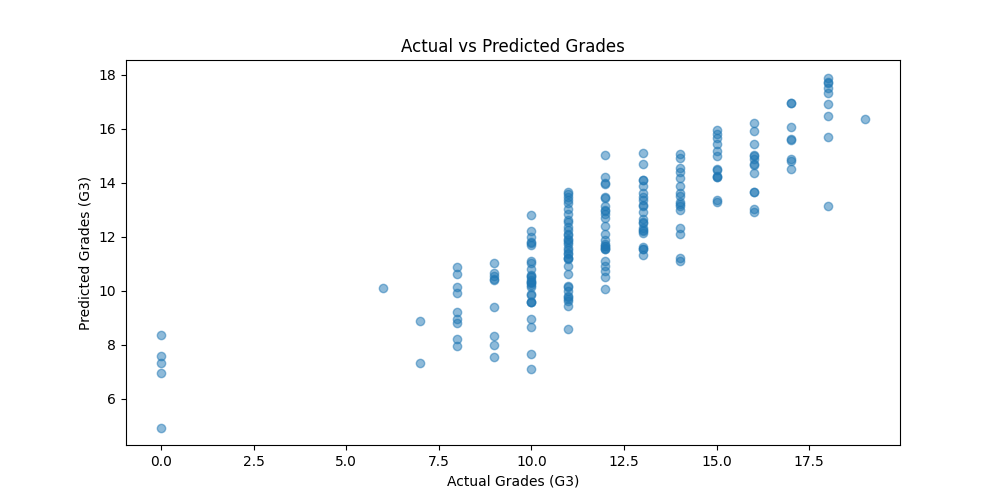 Actual vs Predicted Grades
Predicted Grades (G3)
18
16
14
12
10
8
6
0.0 2.5 5.0 7.5 10.0 12.5 15.0 17.5
Actual Grades (G3)